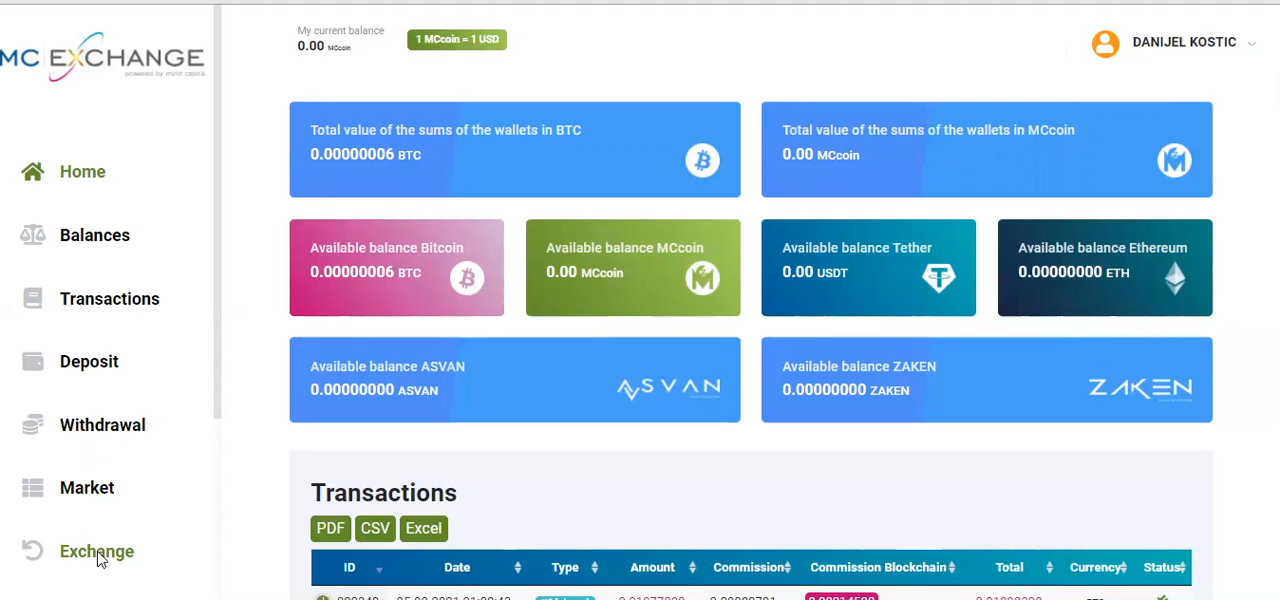 My current balance
0.00 MCcoin
1 MCcoin = 1 USD
DANIJEL KOSTIC
MC EXCHANGE
powered by mind capital
Home
Balances
Transactions
Deposit
Withdrawal
Market
Exchange
Total value of the sums of the wallets in BTC
0.00000006 BTC
Total value of the sums of the wallets in MCcoin
0.00 MCcoin
Available balance Bitcoin
0.00000006 BTC
Available balance MCcoin
0.00 MCcoin
Available balance Tether
0.00 USDT
Available balance Ethereum
0.00000000 ETH
Available balance ASVAN
0.00000000 ASVAN
ASVAN
Available balance ZAKEN
0.00000000 ZAKEN
ZAKEN
Transactions
PDF CSV Excel
ID Date Type Amount Commission Commission Blockchain Total Currency Status